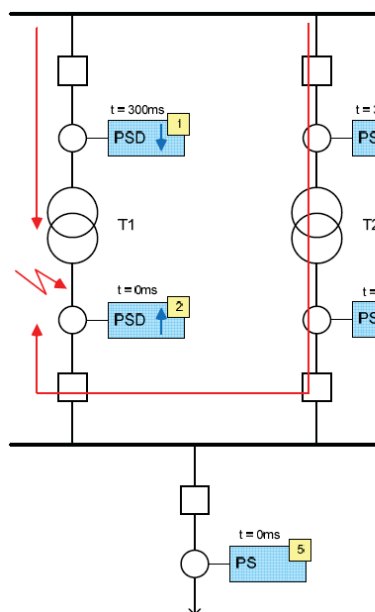 t = 300ms
1
PSD
T1
T2
t = 0ms
2
PSD
t = 0ms
5
PS